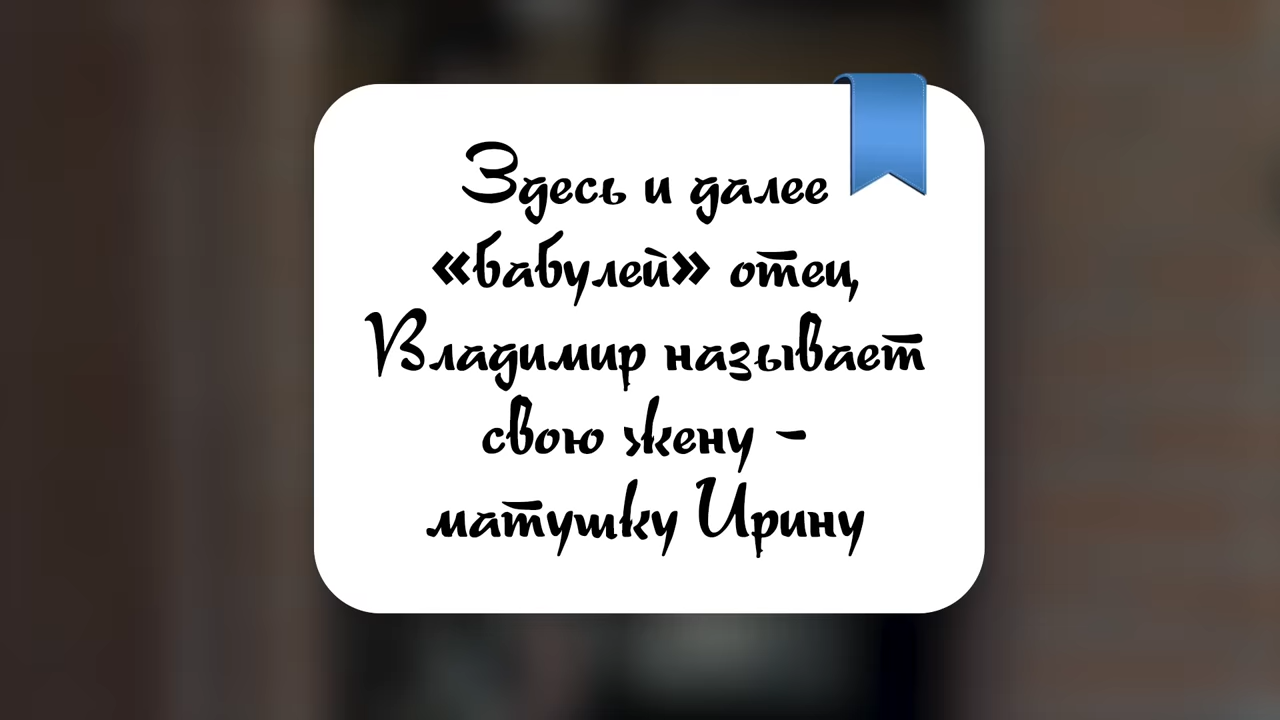 Здесь и далее
«бабулей» отец
Владимир называет
свою жену –
матушку Ирину